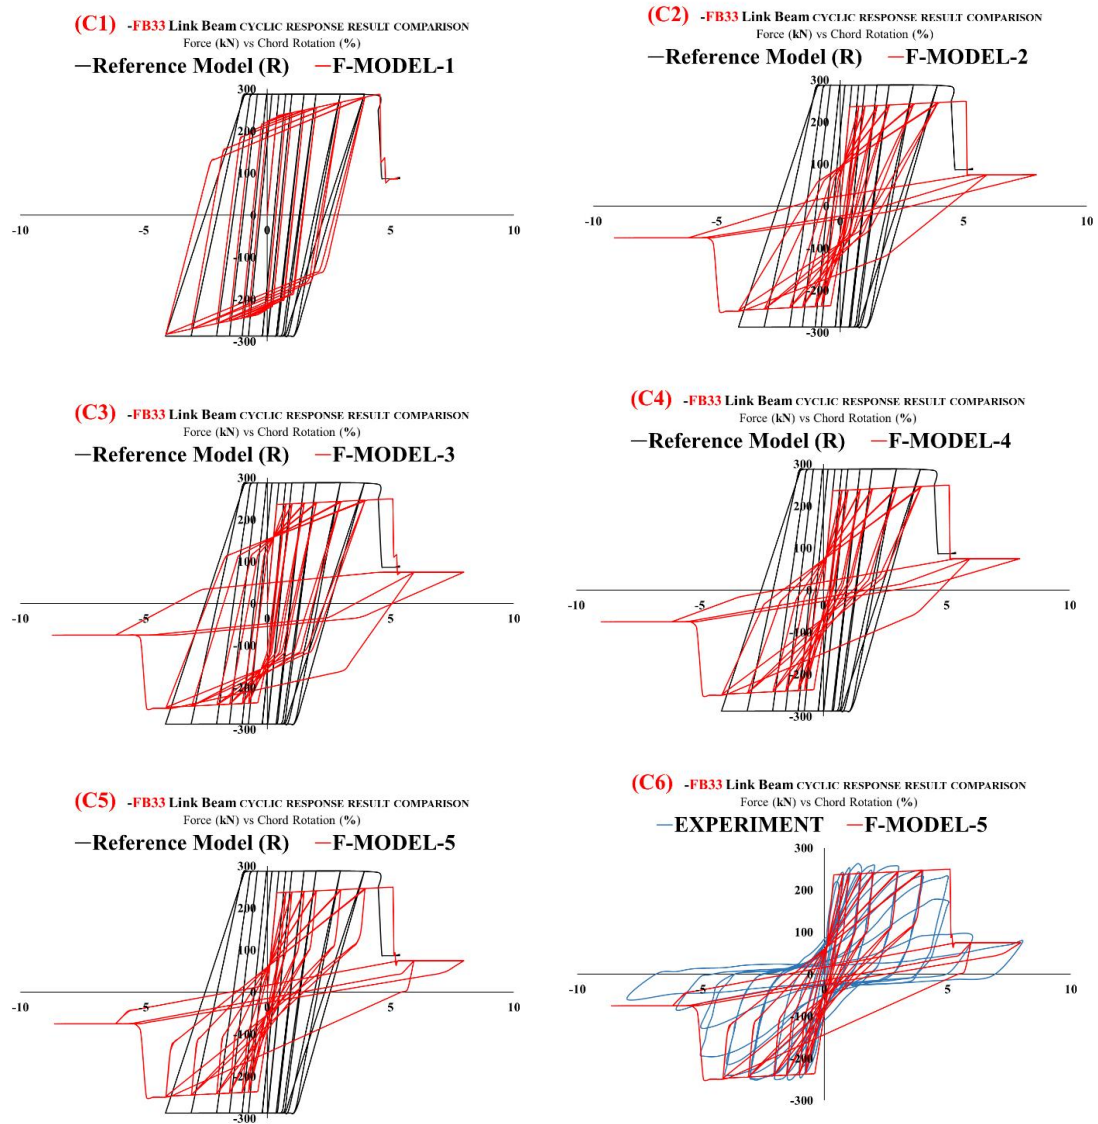 (C1) -FB33 Link Beam CYCLIC RESPONSE RESULT COMPARISON
Force (kN) vs Chord Rotation (%)
Reference Model (R) F-MODEL-1
300
200
100
0
-10 -5 0 5 10
-100
-200
-300
(C2) -FB33 Link Beam CYCLIC RESPONSE RESULT COMPARISON
Force (kN) vs Chord Rotation (%)
Reference Model (R) F-MODEL-2
300
200
100
0
-10 -5 0 5 10
-100
-200
-300
(C3) -FB33 Link Beam CYCLIC RESPONSE RESULT COMPARISON
Force (kN) vs Chord Rotation (%)
Reference Model (R) F-MODEL-3
300
200
100
0
-10 -5 0 5 10
-100
-200
-300
(C4) -FB33 Link Beam CYCLIC RESPONSE RESULT COMPARISON
Force (kN) vs Chord Rotation (%)
Reference Model (R) F-MODEL-4
300
200
100
0
-10 -5 0 5 10
-100
-200
-300
(C5) -FB33 Link Beam CYCLIC RESPONSE RESULT COMPARISON
Force (kN) vs Chord Rotation (%)
Reference Model (R) F-MODEL-5
300
200
100
0
-10 -5 0 5 10
-100
-200
-300
(C6) -FB33 Link Beam CYCLIC RESPONSE RESULT COMPARISON
Force (kN) vs Chord Rotation (%)
EXPERIMENT F-MODEL-5
300
200
100
0
-10 -5 0 5 10
-100
-200
-300